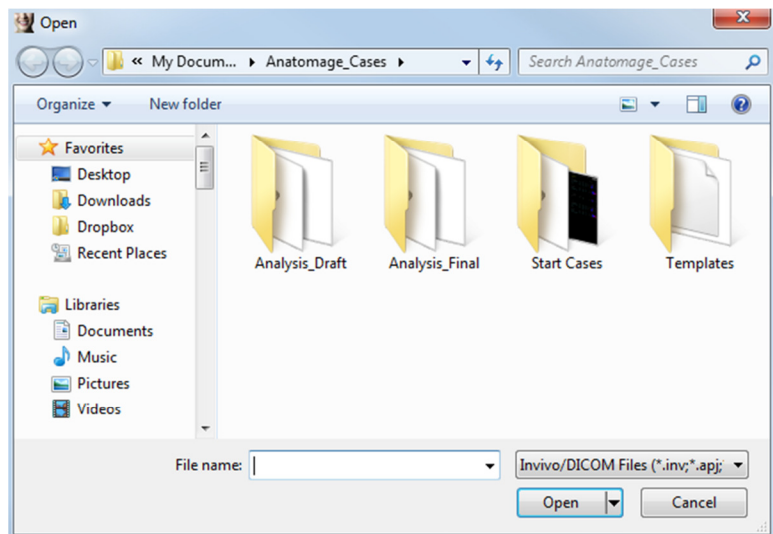 Open
« My Docum... ▸ Anatomage_Cases ▸
Search Anatomage_Cases
Organize ▾ New folder
Favorites
Desktop
Downloads
Dropbox
Recent Places
Libraries
Documents
Music
Pictures
Videos
Analysis_Draft
Analysis_Final
Start Cases
Templates
File name:
Invivo/DICOM Files (*.inv;*.apj;
Open
Cancel